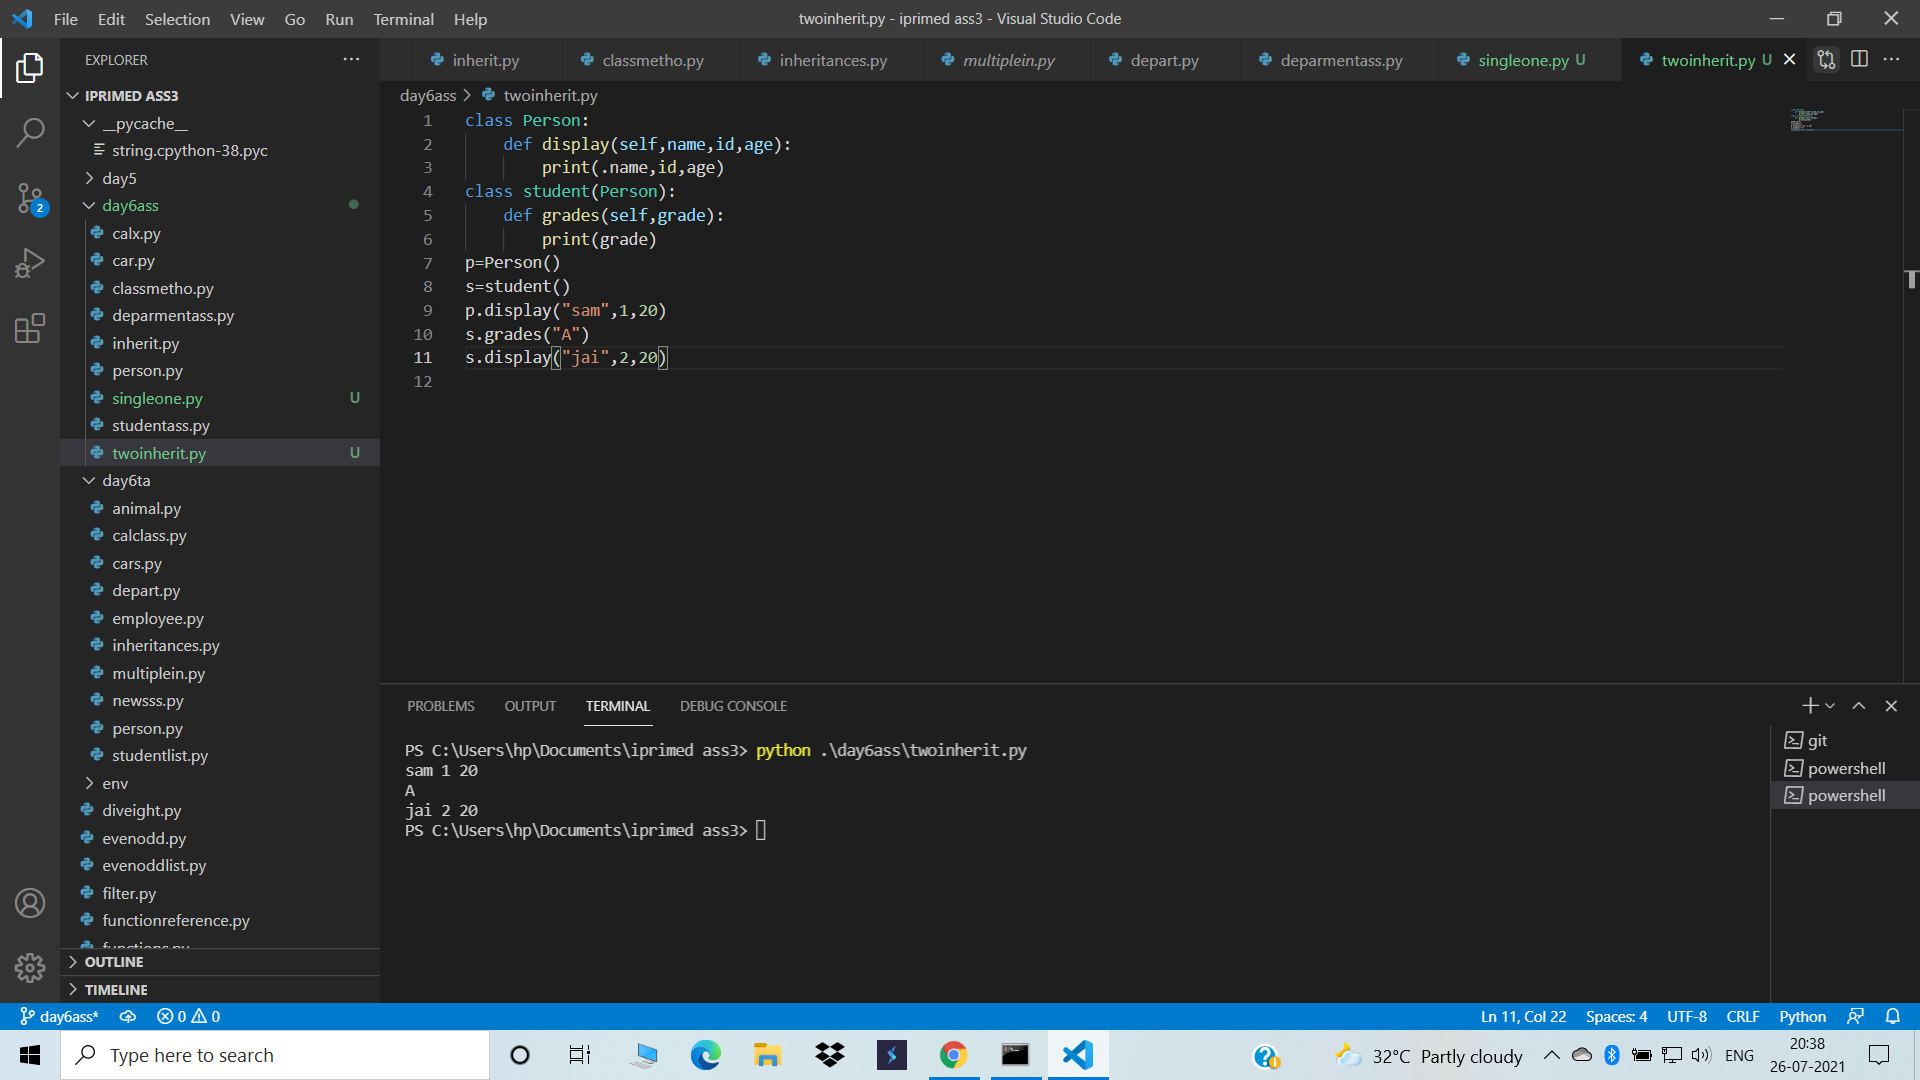 File Edit Selection View Go Run Terminal Help
twoinherit.py - iprimed ass3 - Visual Studio Code
EXPLORER
IPRIMED ASS3
__pycache__
string.cpython-38.pyc
day5
day6ass
calx.py
car.py
classmetho.py
deparmentass.py
inherit.py
person.py
singleone.py U
studentass.py
twoinherit.py U
day6ta
animal.py
calclass.py
cars.py
depart.py
employee.py
inheritances.py
multiplein.py
newsss.py
person.py
studentlist.py
env
diveight.py
evenodd.py
evenoddlist.py
filter.py
functionreference.py
functions.py
OUTLINE
TIMELINE
2
inherit.py classmetho.py inheritances.py multiplein.py depart.py deparmentass.py singleone.py U twoinherit.py U
day6ass > twoinherit.py
1 class Person:
2 def display(self,name,id,age):
3 print(.name,id,age)
4 class student(Person):
5 def grades(self,grade):
6 print(grade)
7 p=Person()
8 s=student()
9 p.display("sam",1,20)
10 s.grades("A")
11 s.display("jai",2,20)
12
PROBLEMS OUTPUT TERMINAL DEBUG CONSOLE
PS C:\Users\hp\Documents\iprimed ass3> python .\day6ass\twoinherit.py
sam 1 20
A
jai 2 20
PS C:\Users\hp\Documents\iprimed ass3>
git
powershell
powershell
day6ass* 0 0
Ln 11, Col 22 Spaces: 4 UTF-8 CRLF Python
Type here to search
32°C Partly cloudy
ENG
20:38
26-07-2021